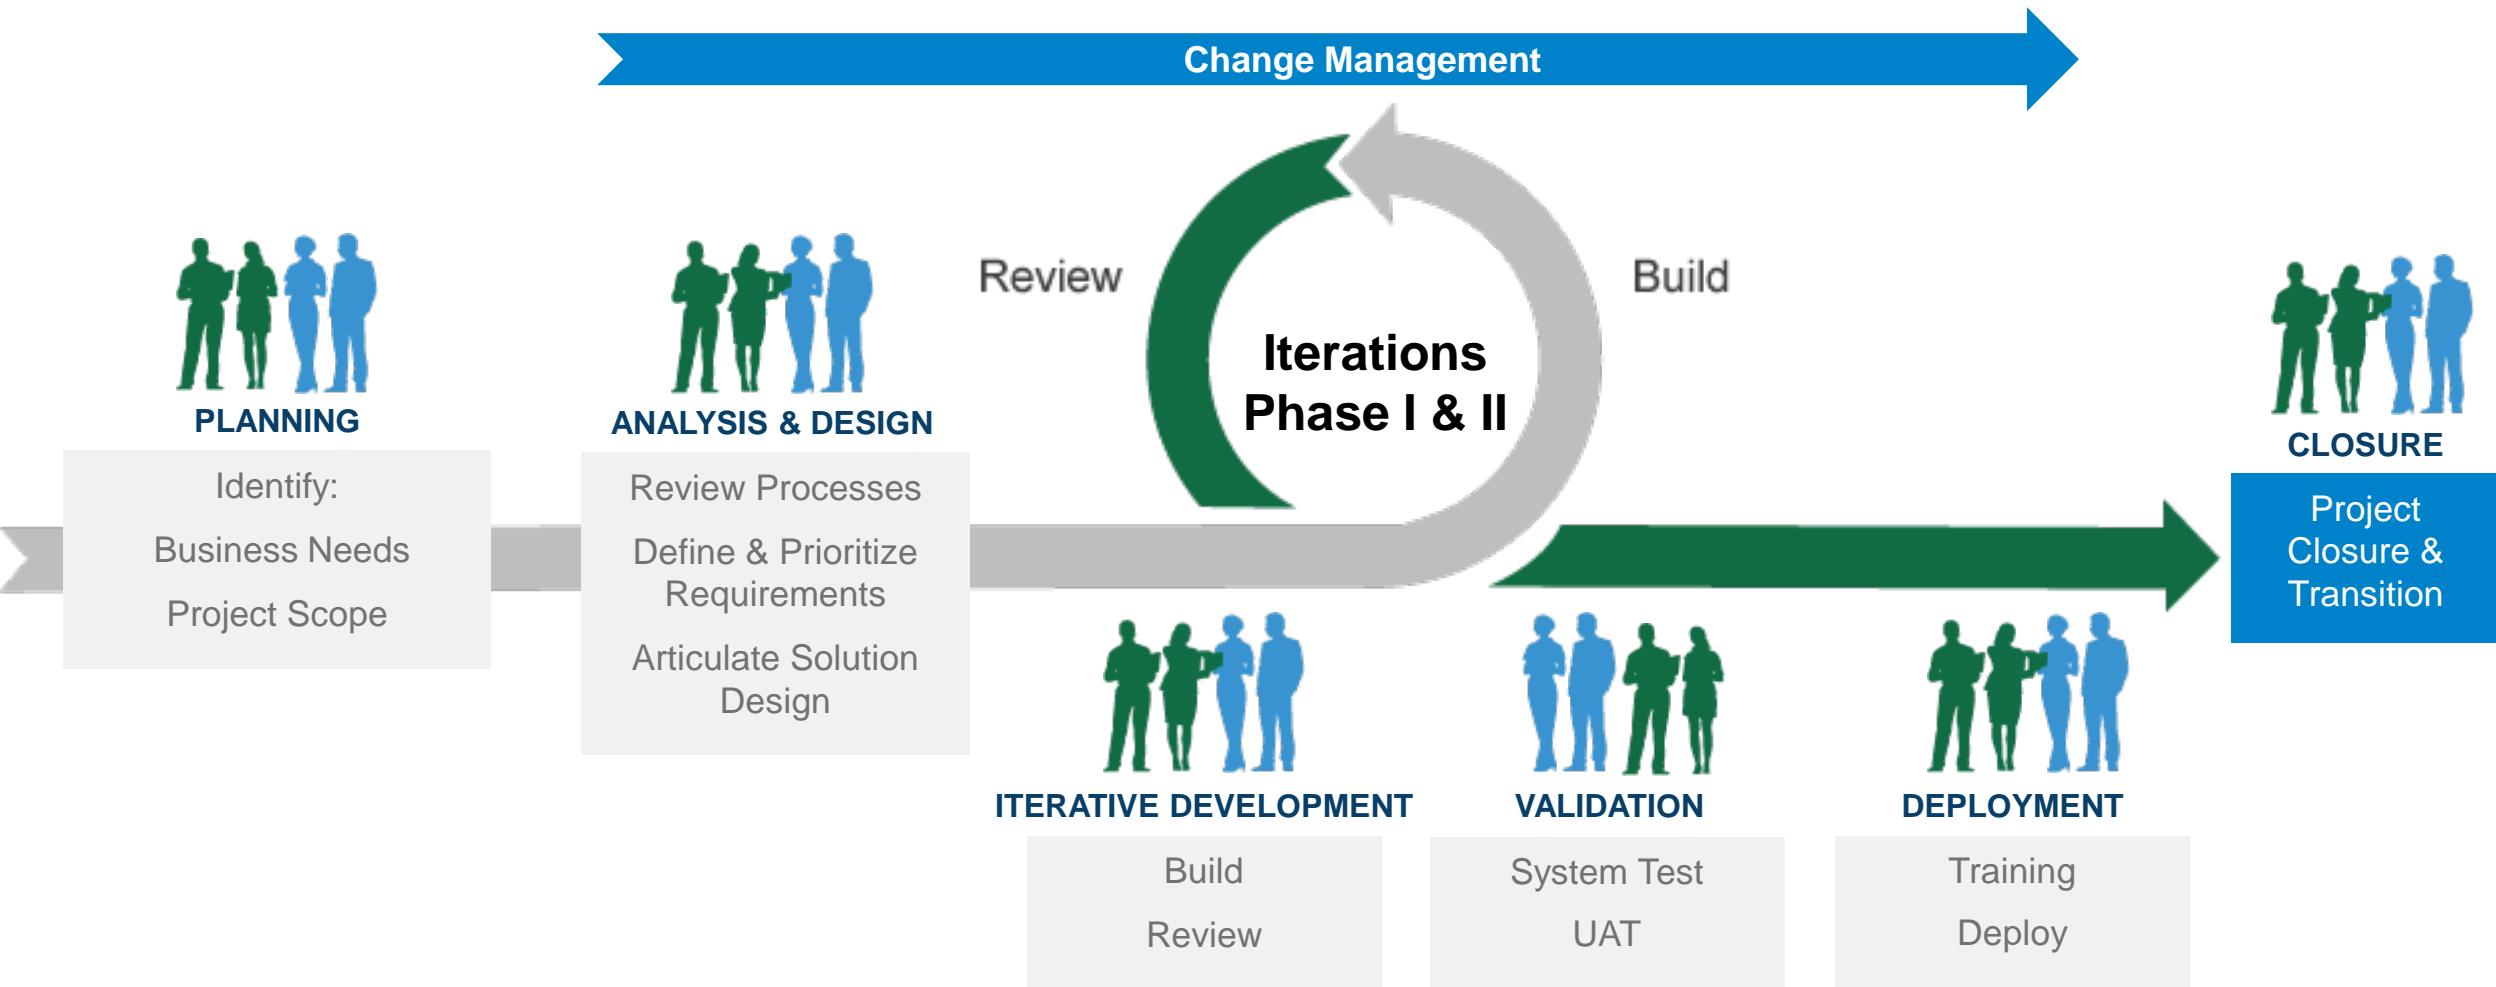 Change Management
Review
Build
Iterations
Phase I & II
PLANNING
Identify:
Business Needs
Project Scope
ANALYSIS & DESIGN
Review Processes
Define & Prioritize
Requirements
Articulate Solution
Design
ITERATIVE DEVELOPMENT
Build
Review
VALIDATION
System Test
UAT
DEPLOYMENT
Training
Deploy
CLOSURE
Project
Closure &
Transition